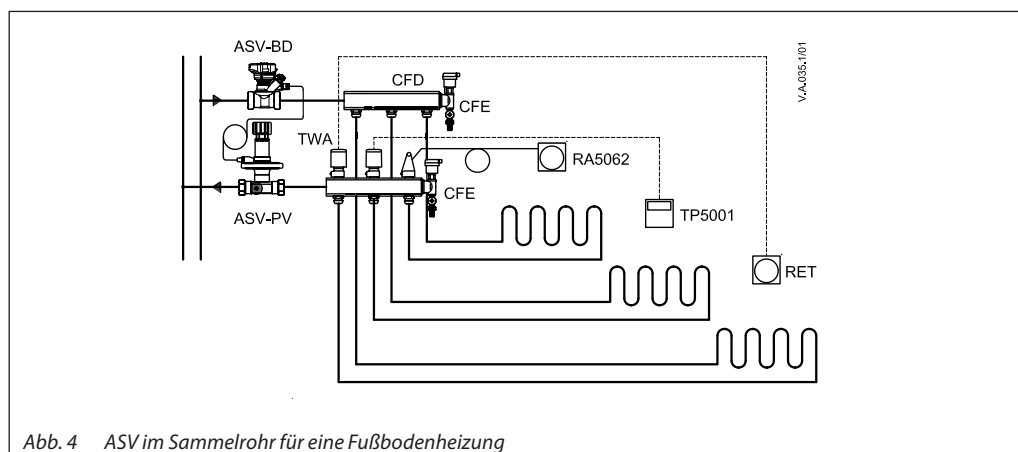 ASV-BD
CFD
CFE
V.A.035.1/01
TWA
RA5062
CFE
ASV-PV
TP5001
RET
Abb. 4 ASV im Sammelrohr für eine Fußbodenheizung